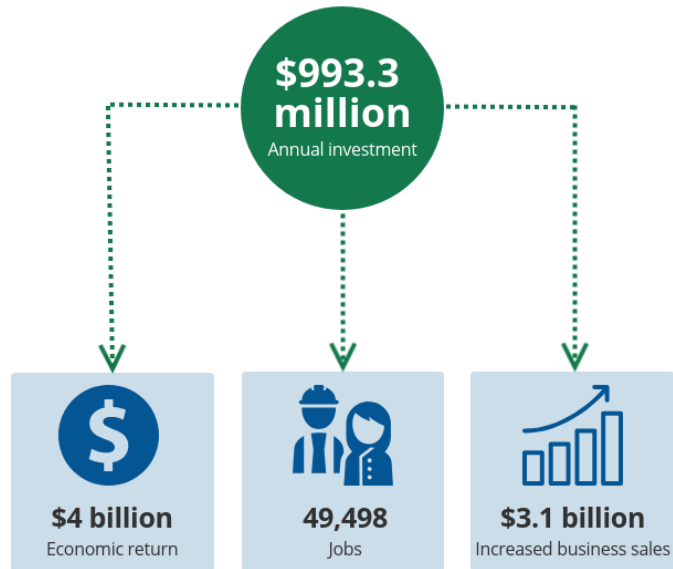 $993.3
million
Annual investment
$
$4 billion
Economic return
49,498
Jobs
$3.1 billion
Increased business sales